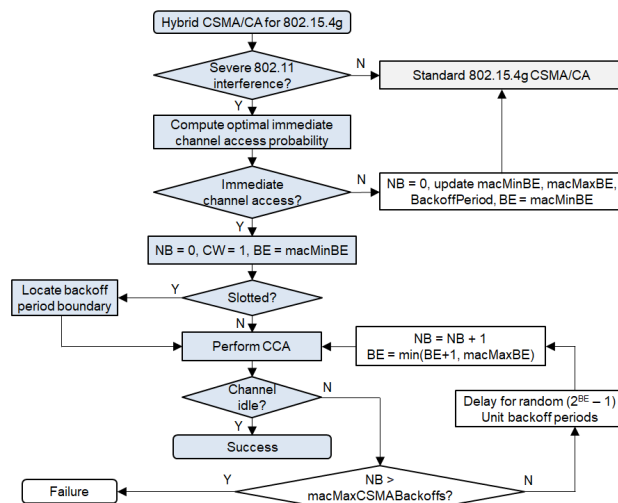 Hybrid CSMA/CA for 802.15.4g
Severe 802.11
interference?
N
Standard 802.15.4g CSMA/CA
Y
Compute optimal immediate
channel access probability
Immediate
channel access?
N
NB = 0, update macMinBE, macMaxBE,
BackoffPeriod, BE = macMinBE
Y
NB = 0, CW = 1, BE = macMinBE
Locate backoff
period boundary
Y
Slotted?
N
Perform CCA
NB = NB + 1
BE = min(BE+1, macMaxBE)
Channel
idle?
N
Delay for random (2^BE – 1)
Unit backoff periods
Y
Success
Failure
Y
NB >
macMaxCSMABackoffs?
N